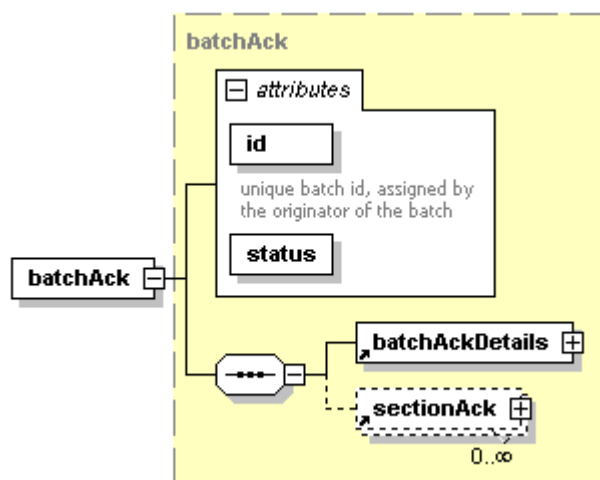 batchAck
attributes
id
unique batch id, assigned by
the originator of the batch
status
batchAck
batchAckDetails
sectionAck
0..∞